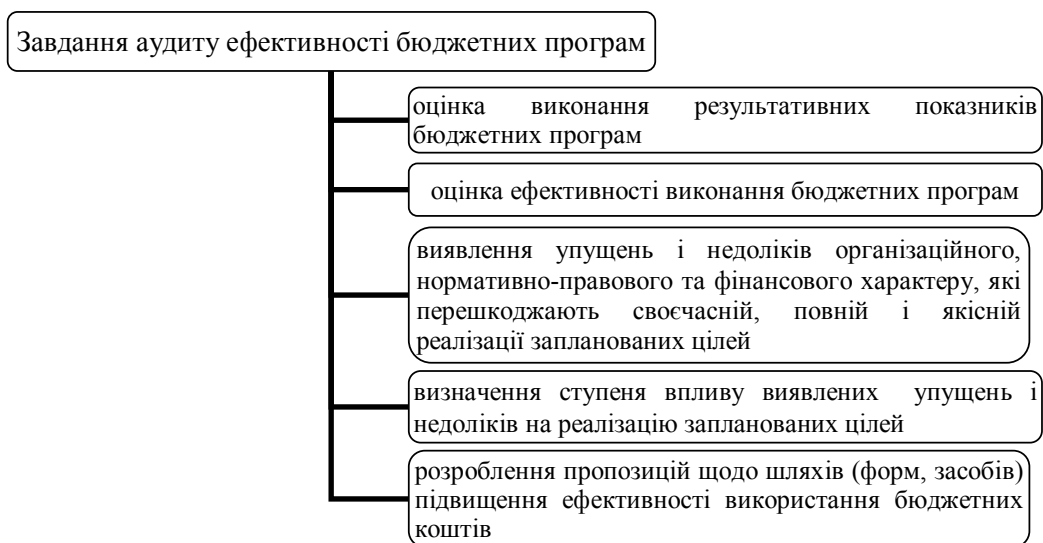 Завдання аудиту ефективності бюджетних програм
оцінка виконання результативних показників
бюджетних програм
оцінка ефективності виконання бюджетних програм
виявлення упущень і недоліків організаційного,
нормативно-правового та фінансового характеру, які
перешкоджають своєчасній, повній і якісній
реалізації запланованих цілей
визначення ступеня впливу виявлених упущень і
недоліків на реалізацію запланованих цілей
розроблення пропозицій щодо шляхів (форм, засобів)
підвищення ефективності використання бюджетних
коштів